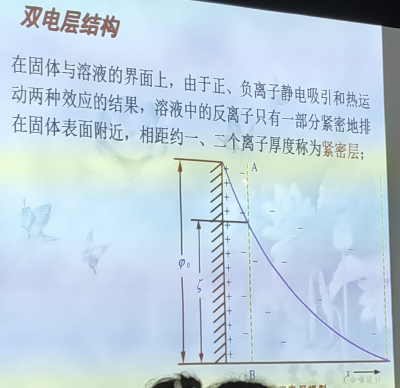 双电层结构
在固体与溶液的界面上，由于正、负离子静电吸引和热运
动两种效应的结果，溶液中的反离子只有一部分紧密地排
在固体表面附近，相距约一、二个离子厚度称为紧密层；
A
φ₀
ζ
B
x